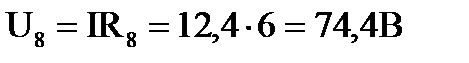 U₈ = IR₈ = 12,4 · 6 = 74,4В